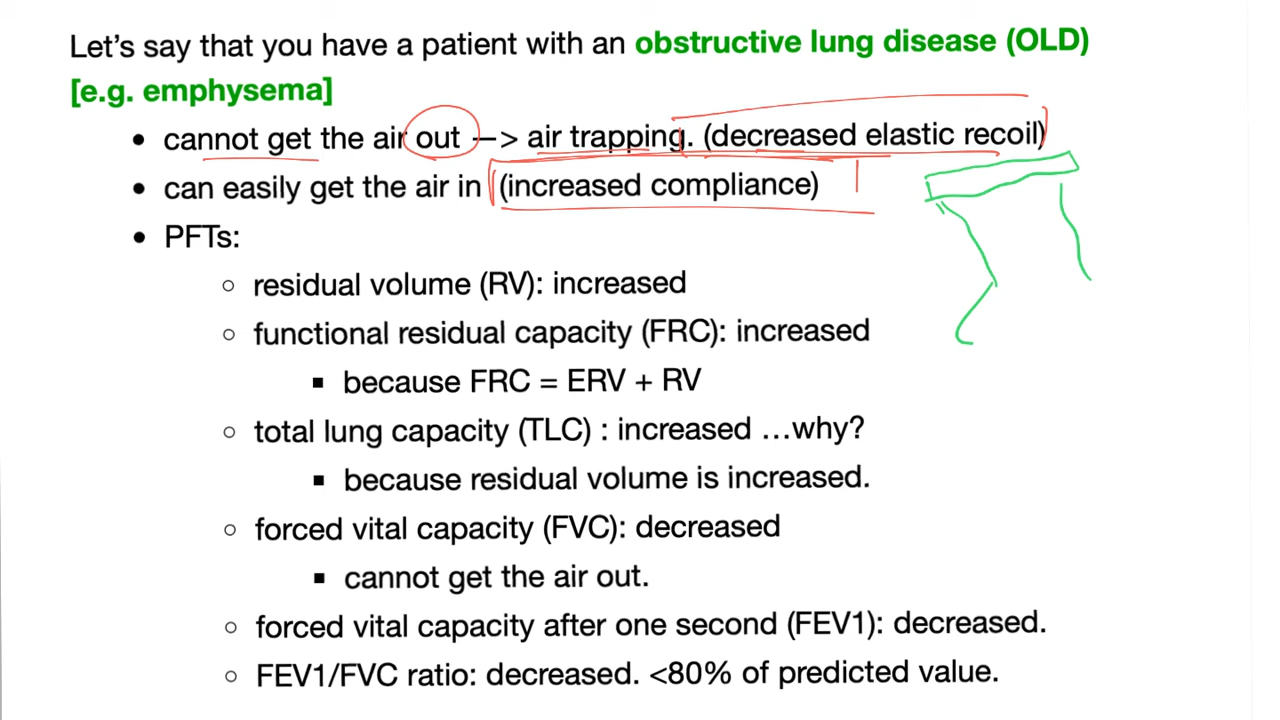 Let's say that you have a patient with an obstructive lung disease (OLD)
[e.g. emphysema]
• cannot get the air out —> air trapping. (decreased elastic recoil)
• can easily get the air in (increased compliance)
• PFTs:
○ residual volume (RV): increased
○ functional residual capacity (FRC): increased
▪ because FRC = ERV + RV
○ total lung capacity (TLC) : increased …why?
▪ because residual volume is increased.
○ forced vital capacity (FVC): decreased
▪ cannot get the air out.
○ forced vital capacity after one second (FEV1): decreased.
○ FEV1/FVC ratio: decreased. <80% of predicted value.